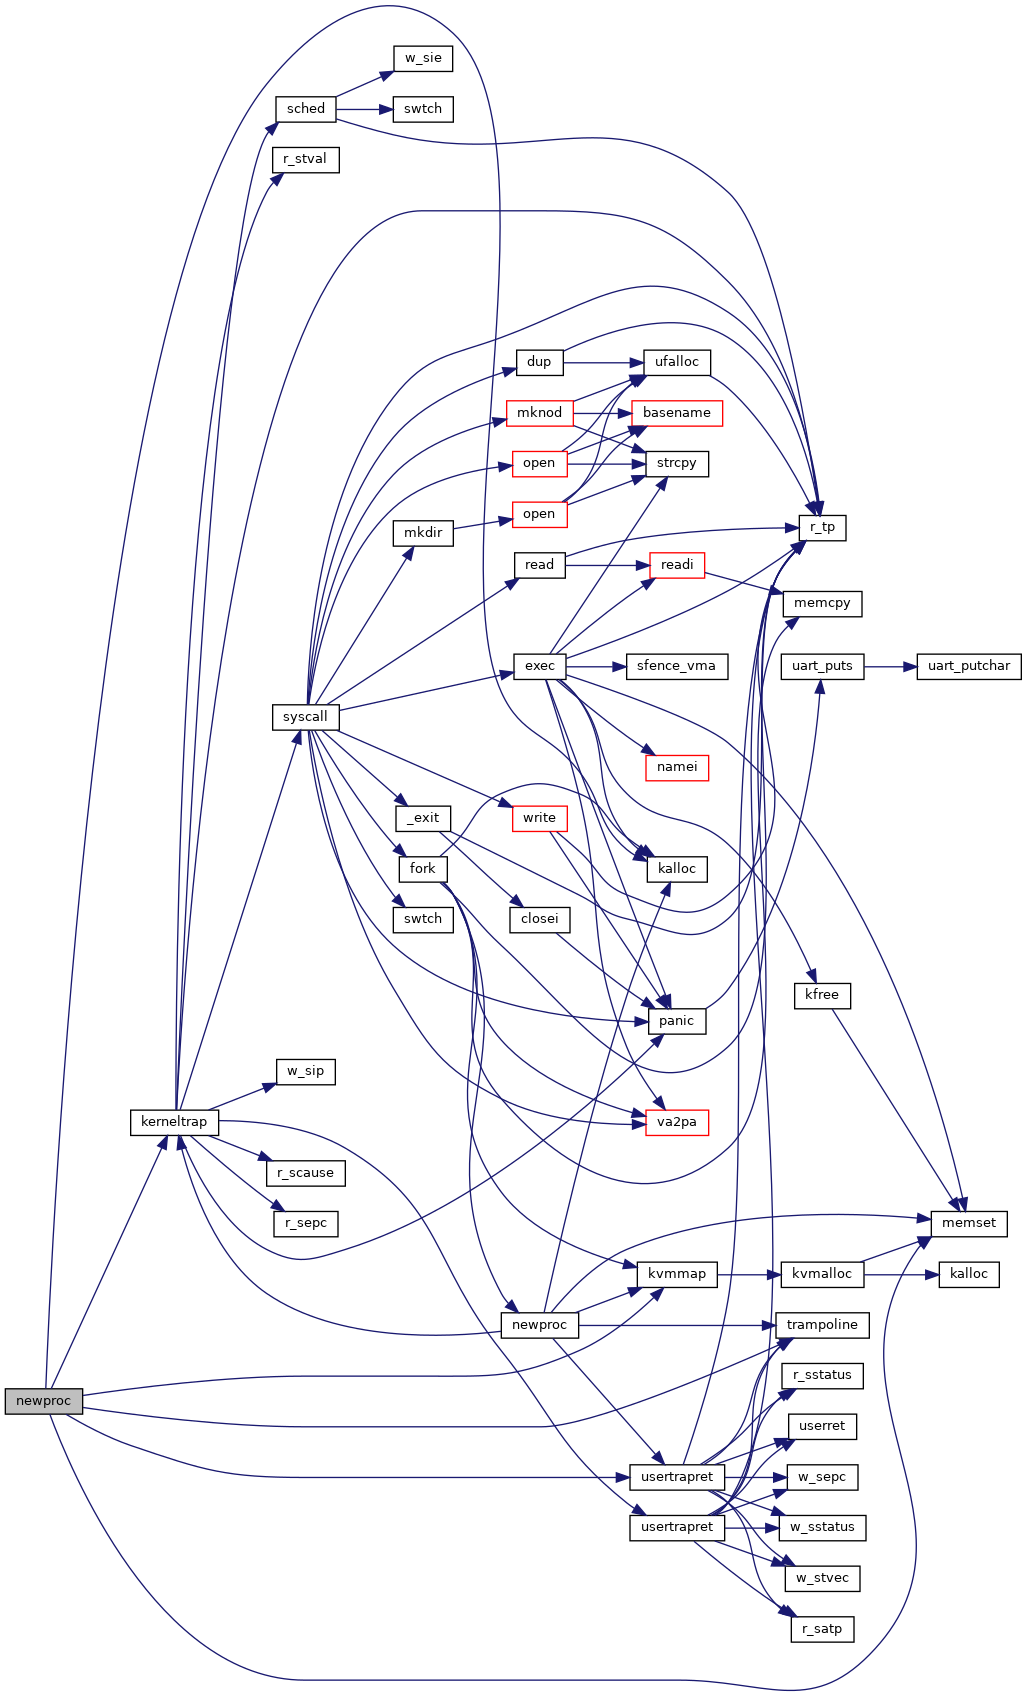 w_sie
sched
swtch
r_stval
dup
ufalloc
mknod
basename
open
strcpy
open
mkdir
r_tp
read
readi
memcpy
exec
sfence_vma
uart_puts
uart_putchar
syscall
namei
_exit
write
fork
kalloc
swtch
closei
kfree
panic
w_sip
kerneltrap
va2pa
r_scause
r_sepc
memset
kvmmap
kvmalloc
kalloc
newproc
trampoline
r_sstatus
newproc
userret
usertrapret
w_sepc
usertrapret
w_sstatus
w_stvec
r_satp